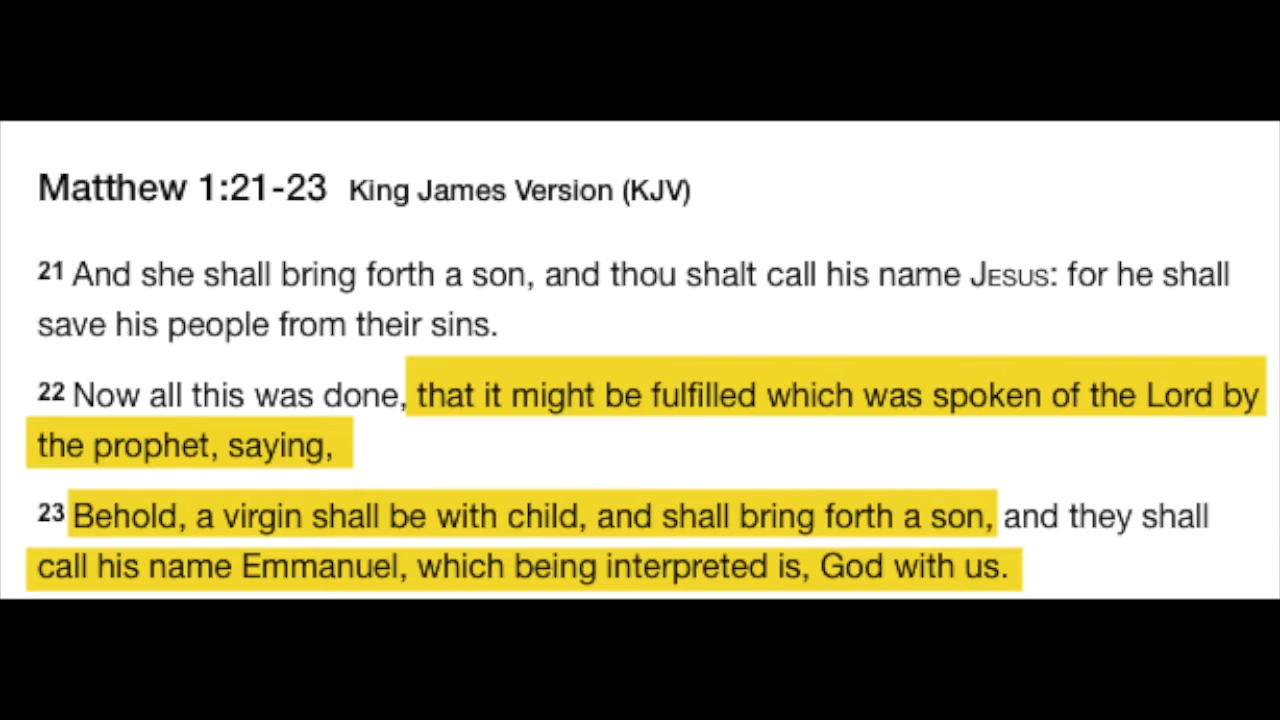 Matthew 1:21-23 King James Version (KJV)
21 And she shall bring forth a son, and thou shalt call his name JESUS: for he shall
save his people from their sins.
22 Now all this was done, that it might be fulfilled which was spoken of the Lord by
the prophet, saying,
23 Behold, a virgin shall be with child, and shall bring forth a son, and they shall
call his name Emmanuel, which being interpreted is, God with us.